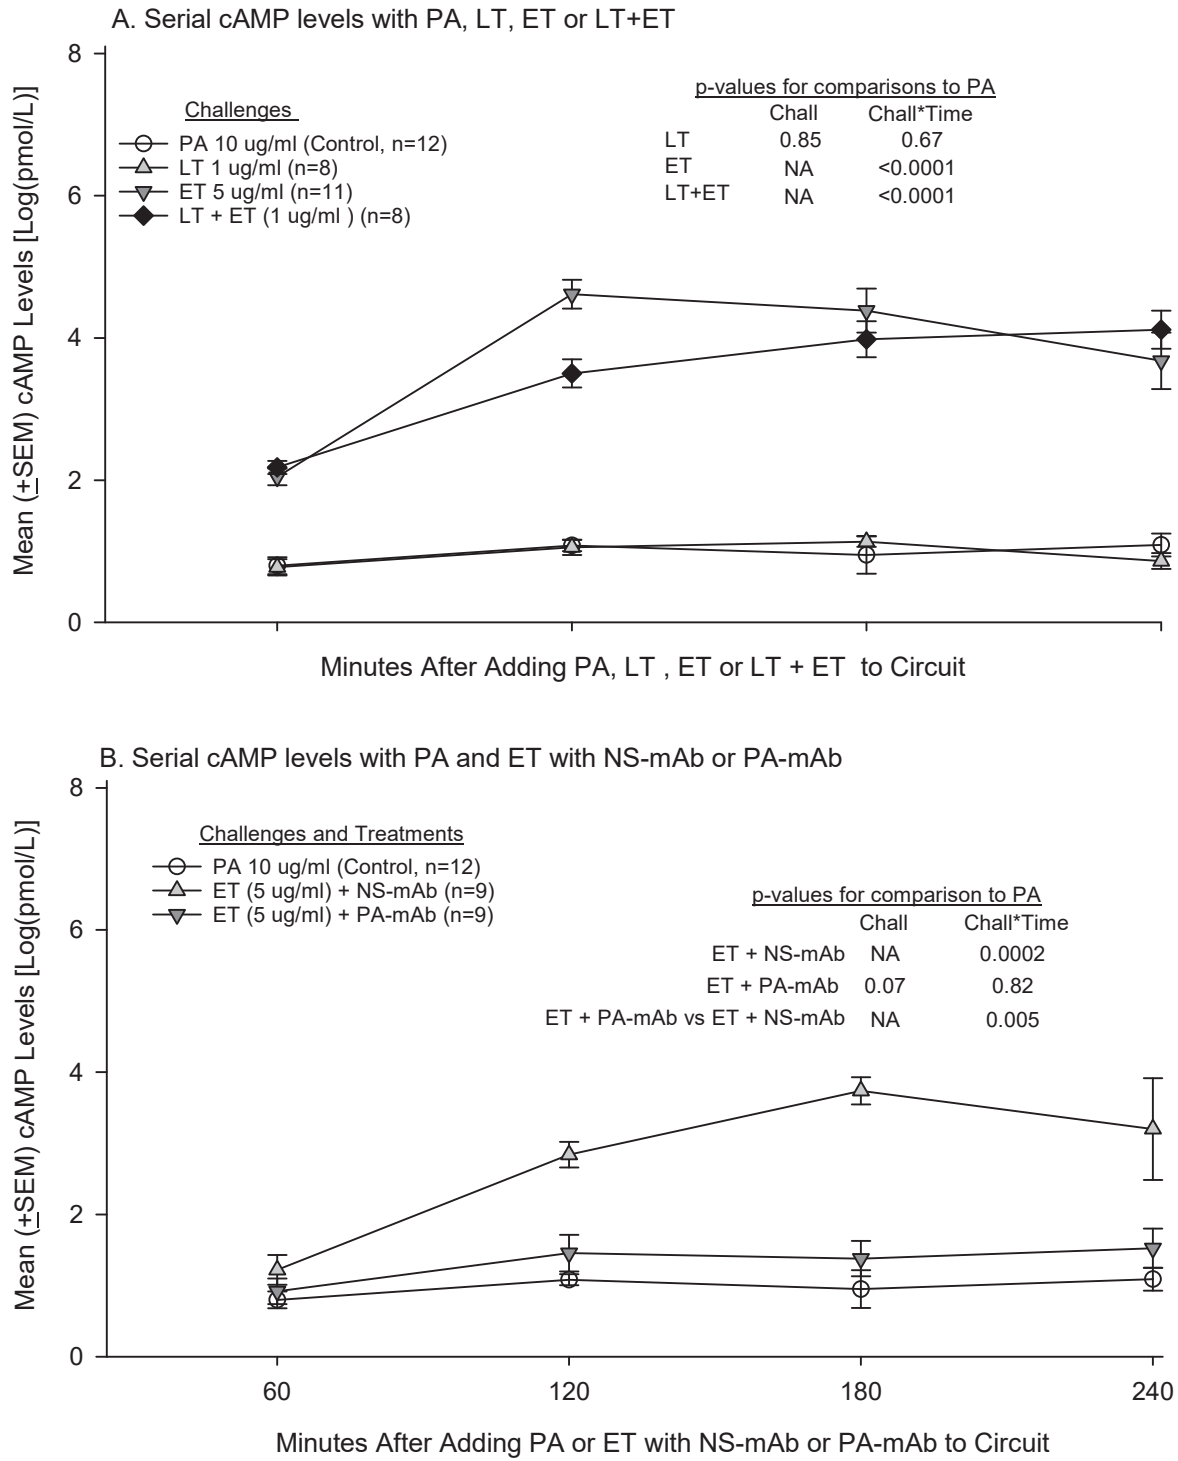 A. Serial cAMP levels with PA, LT, ET or LT+ET
Mean (+SEM) cAMP Levels [Log(pmol/L)]
8
6
4
2
0
Challenges
PA 10 ug/ml (Control, n=12)
LT 1 ug/ml (n=8)
ET 5 ug/ml (n=11)
LT + ET (1 ug/ml ) (n=8)
p-values for comparisons to PA
Chall Chall*Time
LT 0.85 0.67
ET NA <0.0001
LT+ET NA <0.0001
Minutes After Adding PA, LT , ET or LT + ET to Circuit
B. Serial cAMP levels with PA and ET with NS-mAb or PA-mAb
Mean (+SEM) cAMP Levels [Log(pmol/L)]
8
6
4
2
0
Challenges and Treatments
PA 10 ug/ml (Control, n=12)
ET (5 ug/ml) + NS-mAb (n=9)
ET (5 ug/ml) + PA-mAb (n=9)
p-values for comparison to PA
Chall Chall*Time
ET + NS-mAb NA 0.0002
ET + PA-mAb 0.07 0.82
ET + PA-mAb vs ET + NS-mAb NA 0.005
60 120 180 240
Minutes After Adding PA or ET with NS-mAb or PA-mAb to Circuit